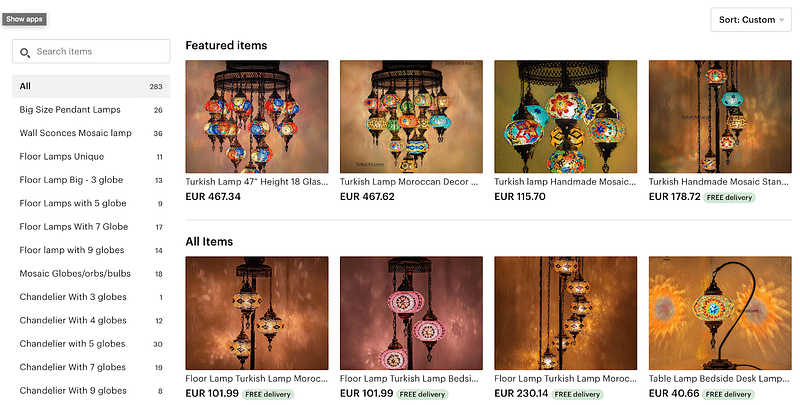 Show apps
Sort: Custom
Search items
All 283
Big Size Pendant Lamps 26
Wall Sconces Mosaic lamp 36
Floor Lamps Unique 11
Floor Lamp Big - 3 globe 13
Floor Lamps with 5 globe 9
Floor Lamps With 7 Globe 17
Floor lamp with 9 globes 14
Mosaic Globes/orbs/bulbs 18
Chandelier With 3 globes 1
Chandelier With 4 globes 12
Chandelier with 5 globes 30
Chandelier With 7 globes 19
Chandelier With 9 globes 8
Featured items
Turkish Lamp 47" Height 18 Glas...
EUR 467.34
Turkish Lamp Moroccan Decor ...
EUR 467.62
Turkish lamp Handmade Mosaic...
EUR 115.70
Turkish Handmade Mosaic Stan...
EUR 178.72 FREE delivery
All Items
Floor Lamp Turkish Lamp Moroc...
EUR 101.99 FREE delivery
Floor Lamp Turkish Lamp Bedsi...
EUR 101.99 FREE delivery
Floor Lamp Turkish Lamp Moroc...
EUR 230.14 FREE delivery
Table Lamp Bedside Desk Lamp...
EUR 40.66 FREE delivery